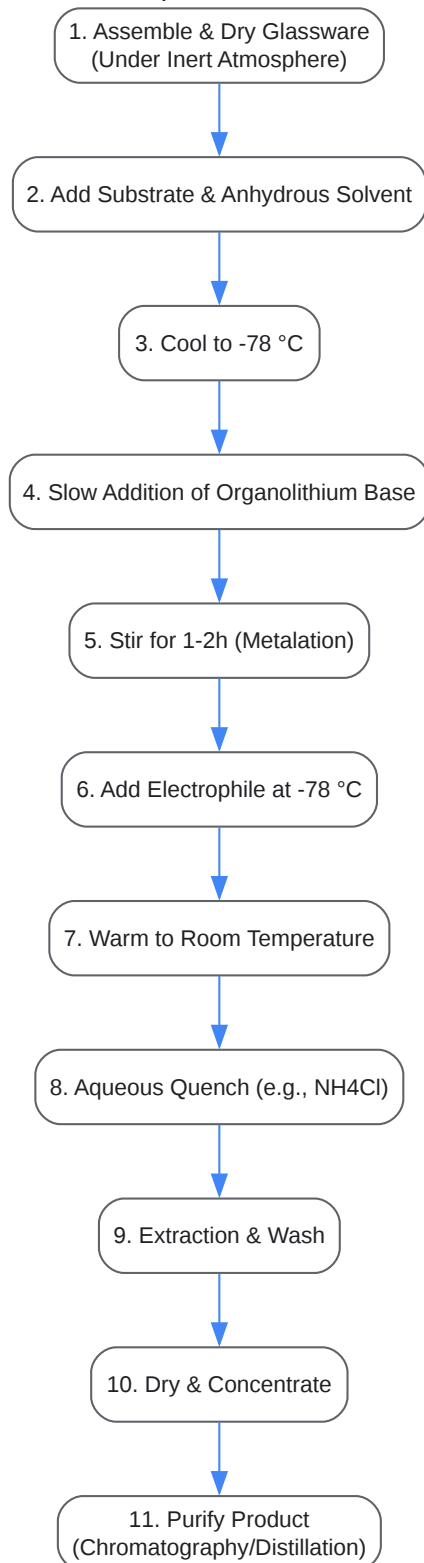 1. Assemble & Dry Glassware
(Under Inert Atmosphere)
2. Add Substrate & Anhydrous Solvent
3. Cool to -78 °C
4. Slow Addition of Organolithium Base
5. Stir for 1-2h (Metalation)
6. Add Electrophile at -78 °C
7. Warm to Room Temperature
8. Aqueous Quench (e.g., NH4Cl)
9. Extraction & Wash
10. Dry & Concentrate
11. Purify Product
(Chromatography/Distillation)